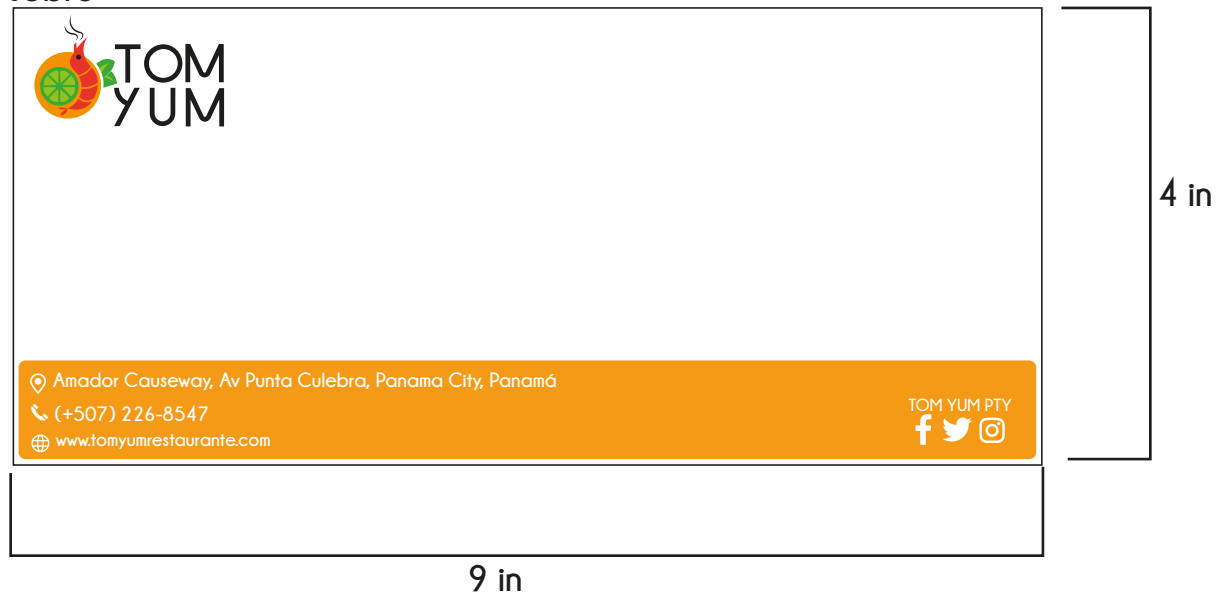 TOM
YUM
4 in
Amador Causeway, Av Punta Culebra, Panama City, Panamá
(+507) 226-8547
www.tomyumrestaurante.com
TOM YUM PTY
9 in